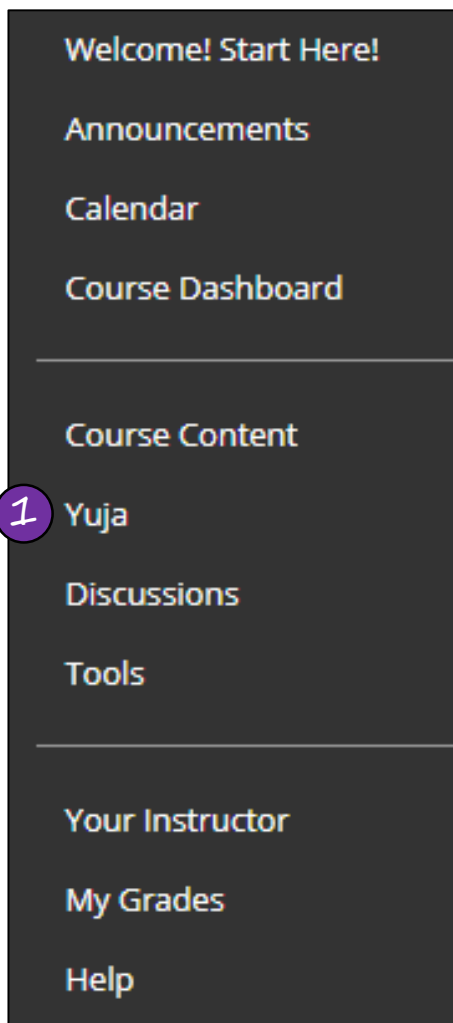 Welcome! Start Here!
Announcements
Calendar
Course Dashboard
Course Content
1 Yuja
Discussions
Tools
Your Instructor
My Grades
Help